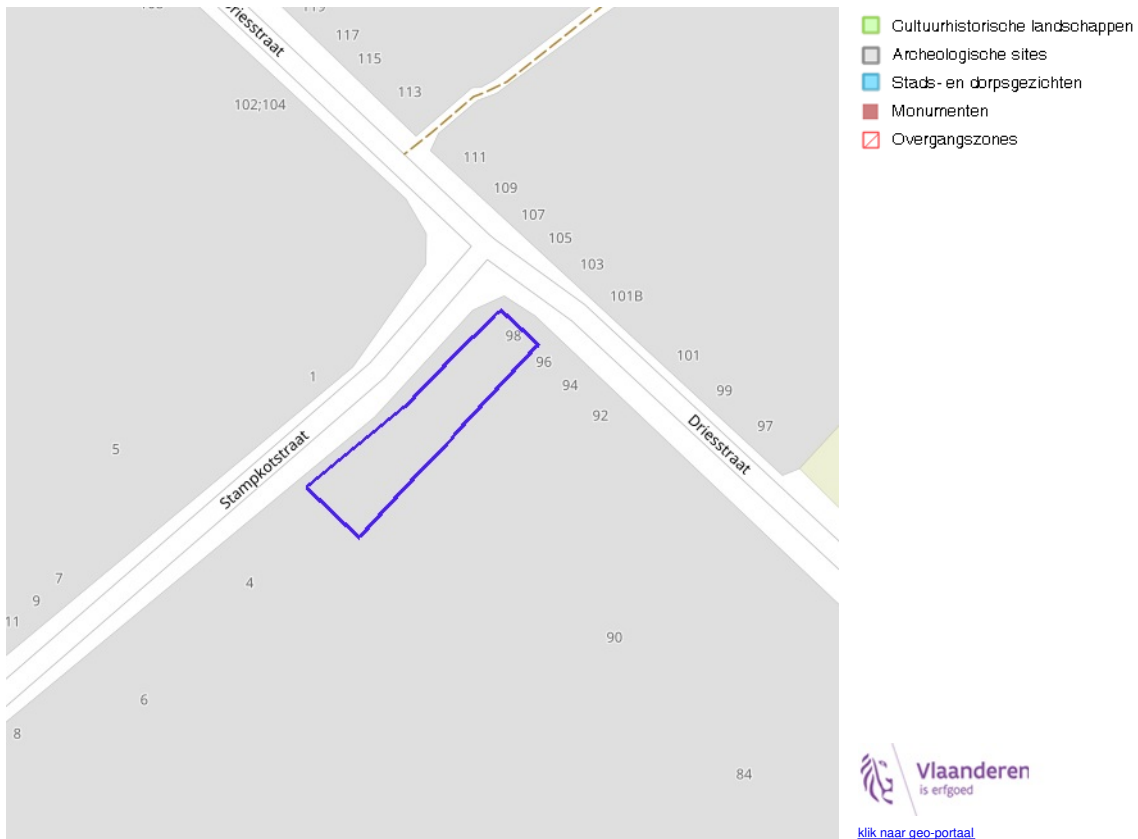 Driesstraat
117
115
113
102;104
111
109
107
105
103
101B
98
96
94
92
101
99
97
Driesstraat
1
5
Stampkotstraat
7
9
11
4
6
8
90
84
Cultuurhistorische landschappen
Archeologische sites
Stads- en dorpsgezichten
Monumenten
Overgangszones
Vlaanderen
is erfgoed
klik naar geo-portaal